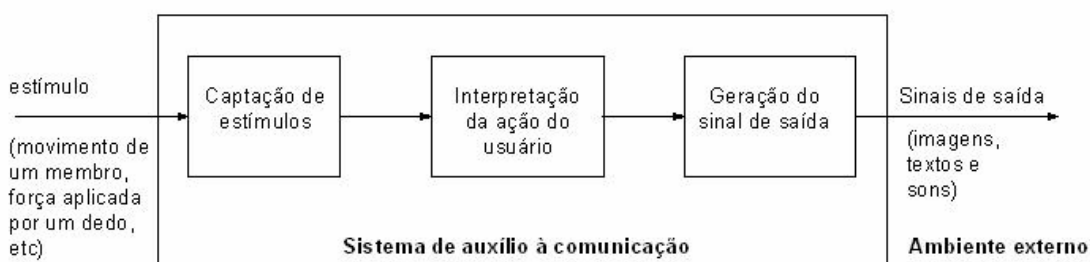 estímulo
(movimento de
um membro,
força aplicada
por um dedo,
etc)
Captação de
estímulos
Interpretação
da ação do
usuário
Geração do
sinal de saída
Sinais de saída
(imagens,
textos e
sons)
Sistema de auxílio à comunicação
Ambiente externo